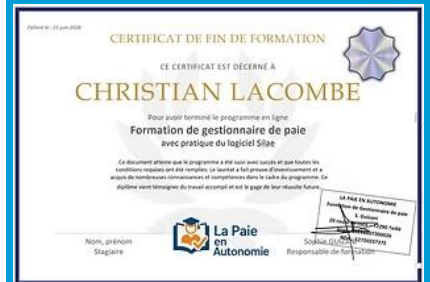 CERTIFICAT DE FIN DE FORMATION
CE CERTIFICAT EST DÉCERNÉ À
CHRISTIAN LACOMBE
Pour avoir terminé le programme en ligne
Formation de gestionnaire de paie
avec pratique du logiciel Silae
Ce document atteste que le programme a été suivi avec succès et que toutes les
conditions requises ont été remplies. Le lauréat a fait preuve d'investissement et a
acquis de nombreuses connaissances et compétences dans le cadre du programme. Ce
diplôme vient témoigner du travail accompli et est le gage de leur réussite future.
LA PAIE EN AUTONOMIE
Formation de Gestionnaire de paie
S. Guizani
La Paie
en
Autonomie
Nom, prénom
Stagiaire
Sophie GUIZANI
Responsable de formation